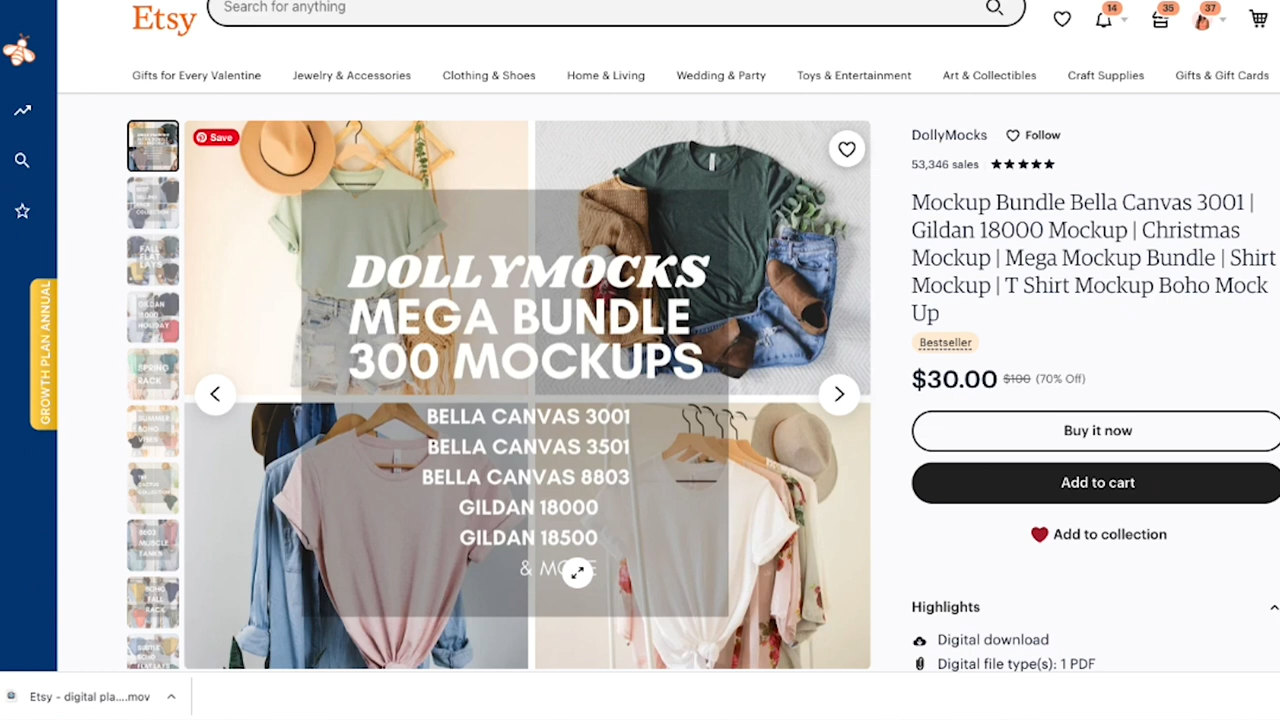 Etsy
Search for anything
14
35
37
Gifts for Every Valentine
Jewelry & Accessories
Clothing & Shoes
Home & Living
Wedding & Party
Toys & Entertainment
Art & Collectibles
Craft Supplies
Gifts & Gift Cards
GROWTH PLAN ANNUAL
Save
DOLLYMOCKS
MEGA BUNDLE
300 MOCKUPS
BELLA CANVAS 3001
BELLA CANVAS 3501
BELLA CANVAS 8803
GILDAN 18000
GILDAN 18500
DollyMocks
Follow
53,346 sales
Mockup Bundle Bella Canvas 3001 |
Gildan 18000 Mockup | Christmas
Mockup | Mega Mockup Bundle | Shirt
Mockup | T Shirt Mockup Boho Mock
Up
Bestseller
$30.00 $100 (70% Off)
Buy it now
Add to cart
Add to collection
Highlights
Digital download
Digital file type(s): 1 PDF
Etsy - digital pla....mov